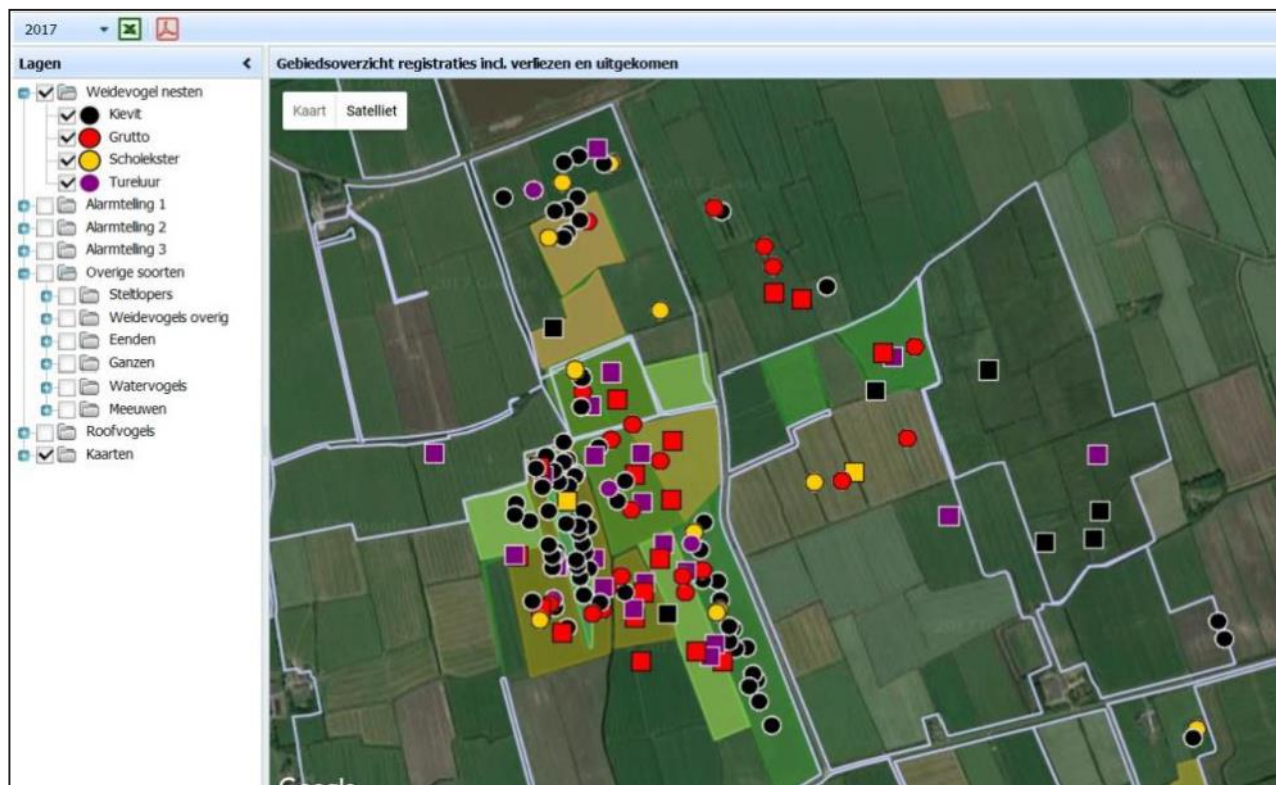 2017
Lagen
Gebiedsoverzicht registraties incl. verliezen en uitgekomen
Weidevogel nesten
Kievit
Grutto
Scholekster
Tureluur
Alarmtelling 1
Alarmtelling 2
Alarmtelling 3
Overige soorten
Steltlopers
Weidevogels overig
Eenden
Ganzen
Watervogels
Meeuwen
Roofvogels
Kaarten
Kaart Satelliet
Google